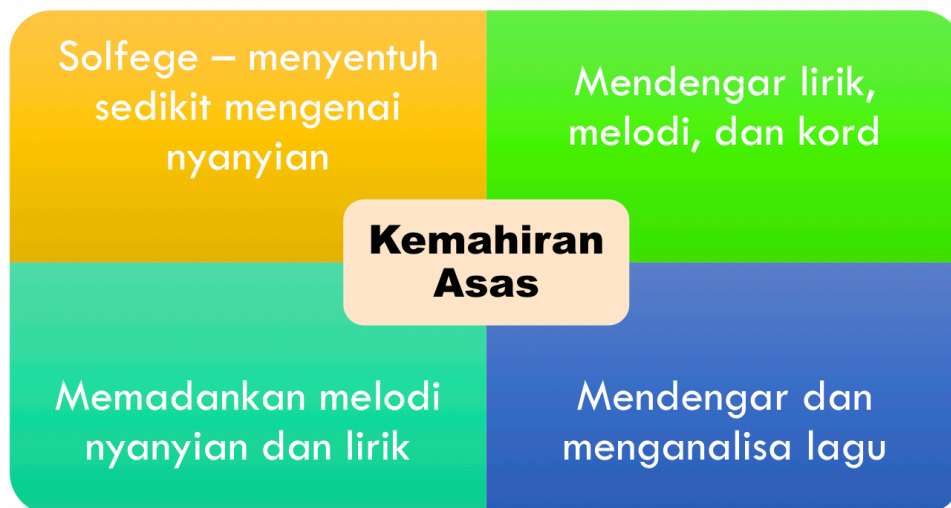 Solfege – menyentuh
sedikit mengenai
nyanyian
Mendengar lirik,
melodi, dan kord
Kemahiran
Asas
Memadankan melodi
nyanyian dan lirik
Mendengar dan
menganalisa lagu